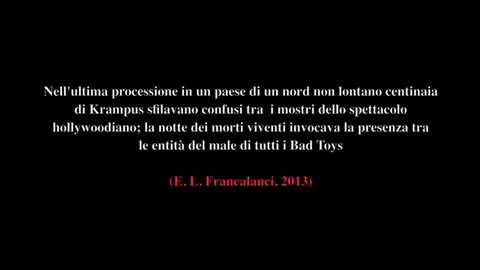 Nell'ultima processione in un paese di un nord non lontano centinaia
di Krampus sfilavano confusi tra i mostri dello spettacolo
hollywoodiano; la notte dei morti viventi invocava la presenza tra
le entità del male di tutti i Bad Toys
(E. L. Francalanci, 2013)